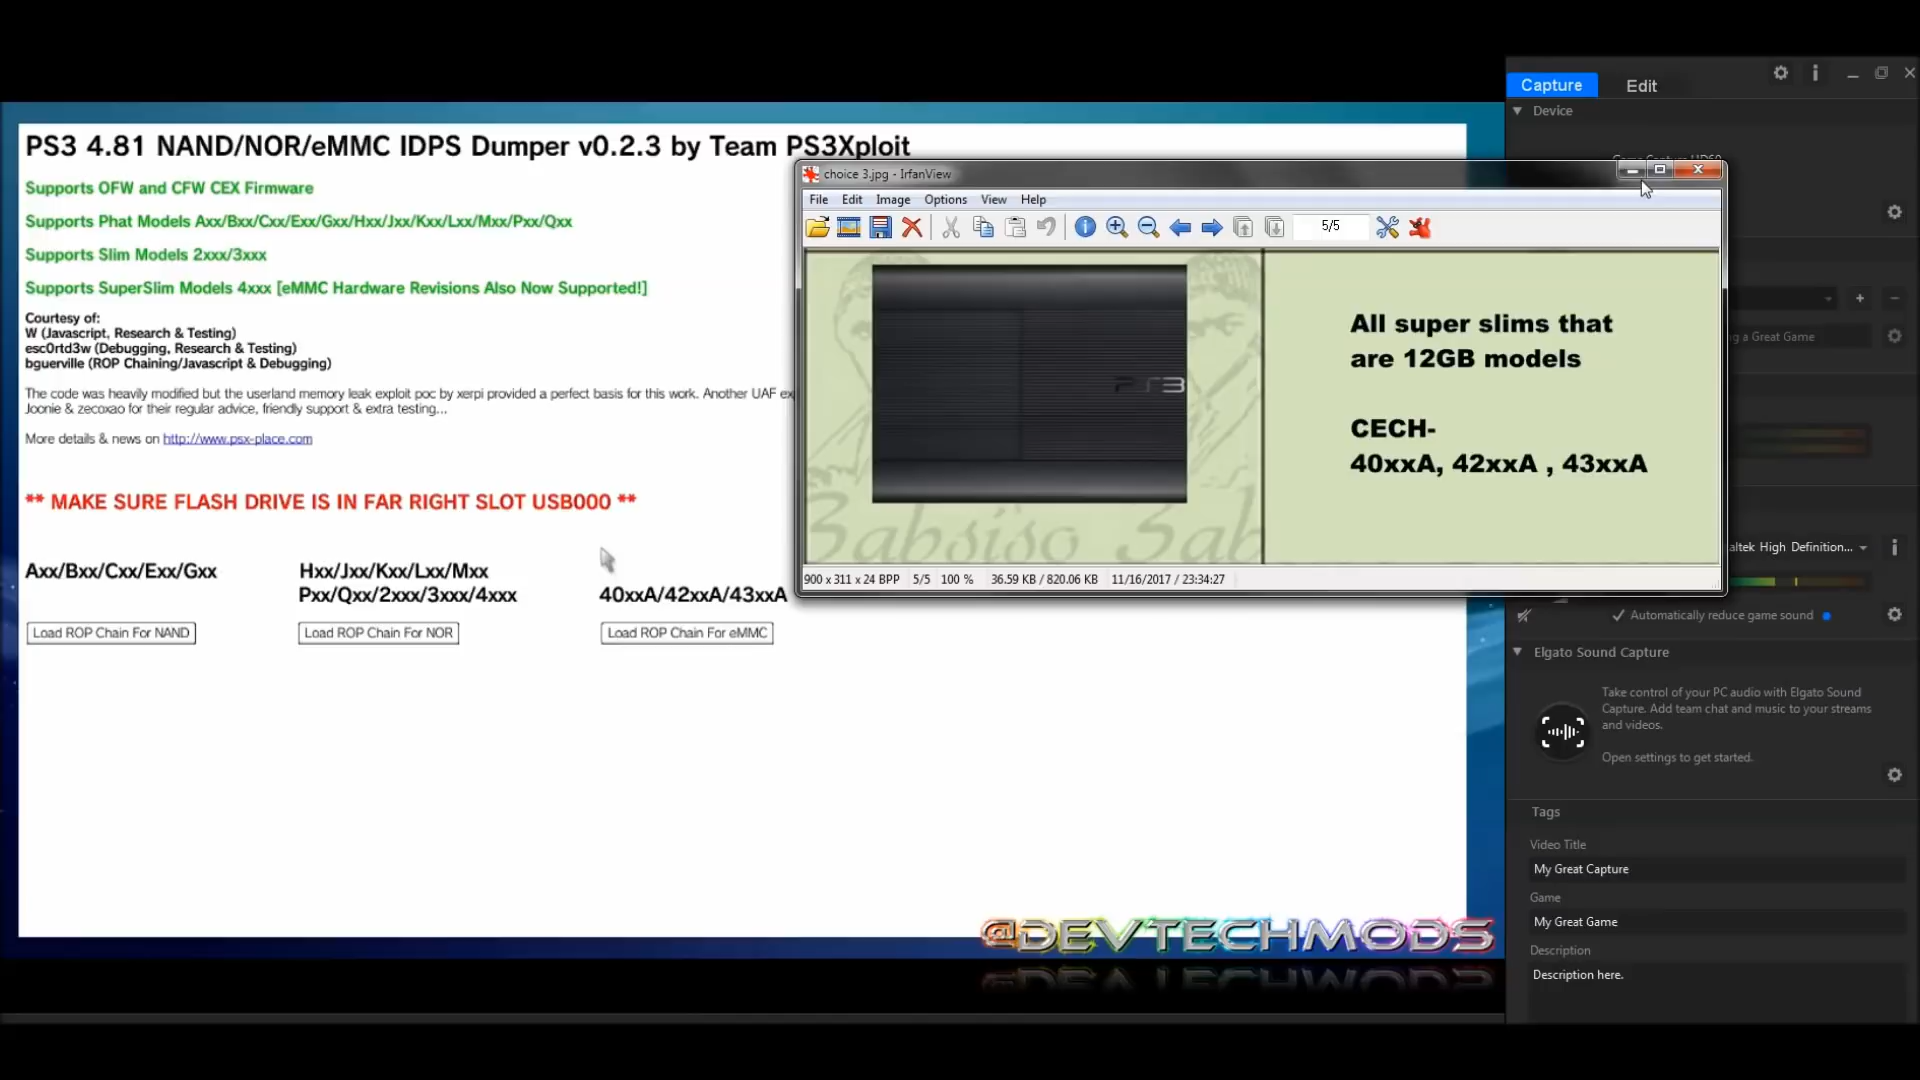 Capture
Edit
Device
PS3 4.81 NAND/NOR/eMMC IDPS Dumper v0.2.3 by Team PS3Xploit
Supports OFW and CFW CEX Firmware
Supports Phat Models Axx/Bxx/Cxx/Exx/Gxx/Hxx/Jxx/Kxx/Lxx/Mxx/Pxx/Qxx
Supports Slim Models 2xxx/3xxx
Supports SuperSlim Models 4xxx [eMMC Hardware Revisions Also Now Supported!]
Courtesy of:
W (Javascript, Research & Testing)
esc0rtd3w (Debugging, Research & Testing)
bguerville (ROP Chaining/Javascript & Debugging)
The code was heavily modified but the userland memory leak exploit poc by xerpi provided a perfect basis for this work. Another UAF ex
Joonie & zecoxao for their regular advice, friendly support & extra testing...
More details & news on http://www.psx-place.com
** MAKE SURE FLASH DRIVE IS IN FAR RIGHT SLOT USB000 **
Axx/Bxx/Cxx/Exx/Gxx
Load ROP Chain For NAND
Hxx/Jxx/Kxx/Lxx/Mxx
Pxx/Qxx/2xxx/3xxx/4xxx
Load ROP Chain For NOR
40xxA/42xxA/43xxA
Load ROP Chain For eMMC
choice 3.jpg - IrfanView
File Edit Image Options View Help
5/5
PS3
All super slims that
are 12GB models
CECH-
40xxA, 42xxA , 43xxA
3absiso 3ab
900 x 311 x 24 BPP 5/5 100 % 36.59 KB / 820.06 KB 11/16/2017 / 23:34:27
g a Great Game
altek High Definition...
Automatically reduce game sound
Elgato Sound Capture
Take control of your PC audio with Elgato Sound
Capture. Add team chat and music to your streams
and videos.
Open settings to get started.
Tags
Video Title
My Great Capture
Game
My Great Game
Description
Description here.
@DEVTECHMODS